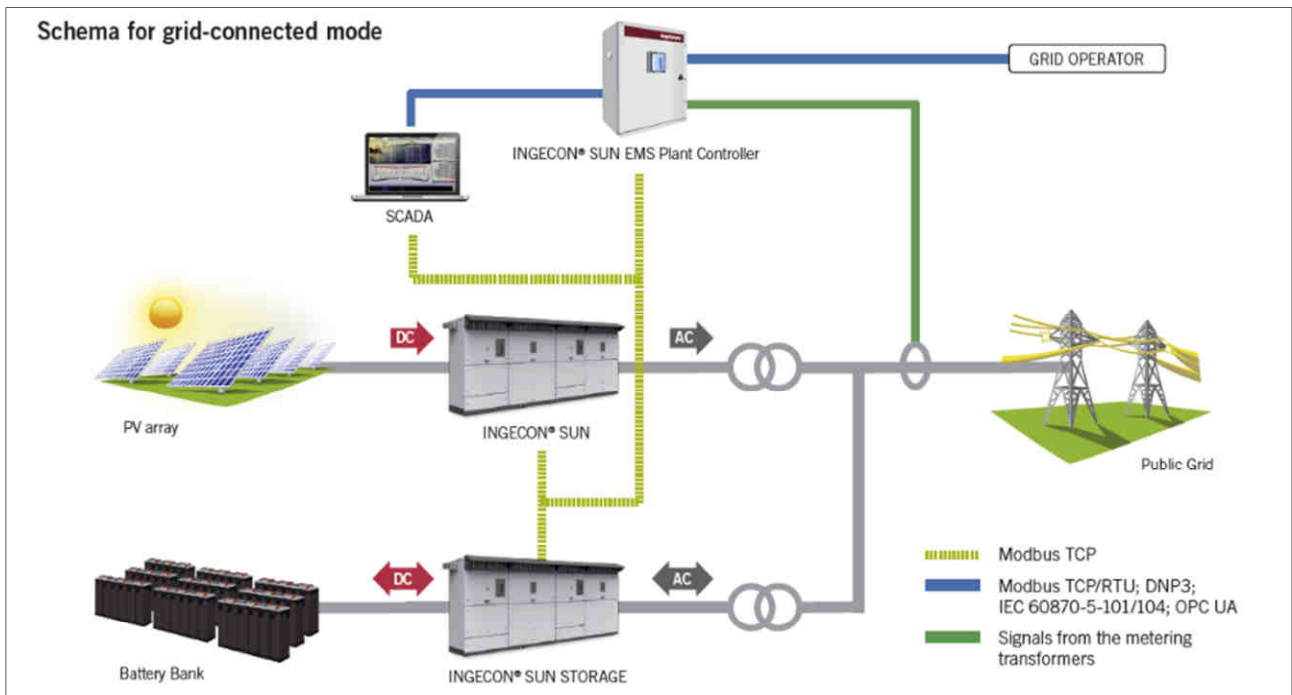 Schema for grid-connected mode
GRID OPERATOR
INGECON® SUN EMS Plant Controller
SCADA
DC
AC
PV array
INGECON® SUN
Public Grid
DC
AC
Battery Bank
INGECON® SUN STORAGE
Modbus TCP
Modbus TCP/RTU; DNP3;
IEC 60870-5-101/104; OPC UA
Signals from the metering
transformers